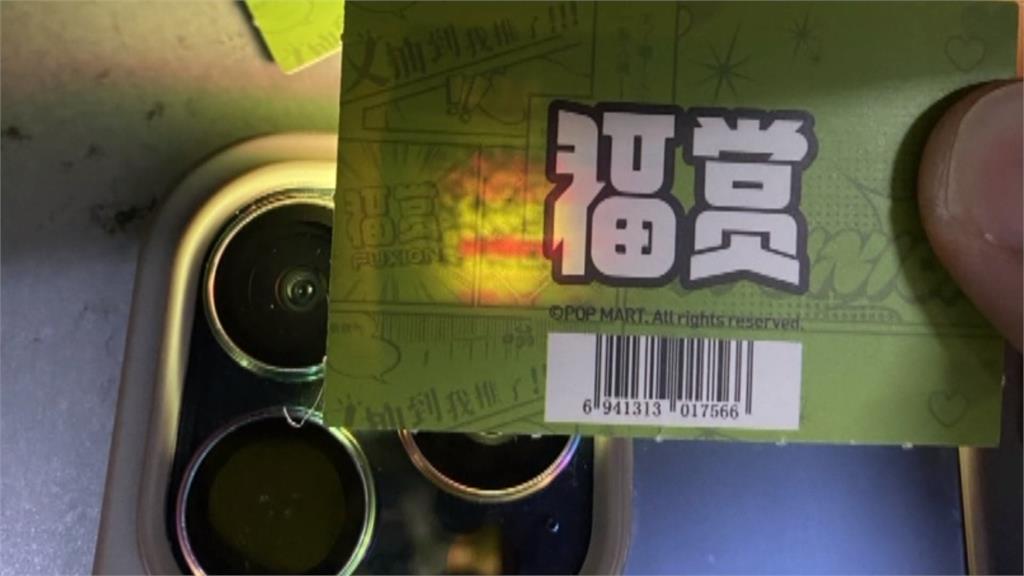 又抽到我推了!!!
福赏
福赏
FUXION
©POP MART. All rights reserved.
又抽到我推了!!
6 941313 017566